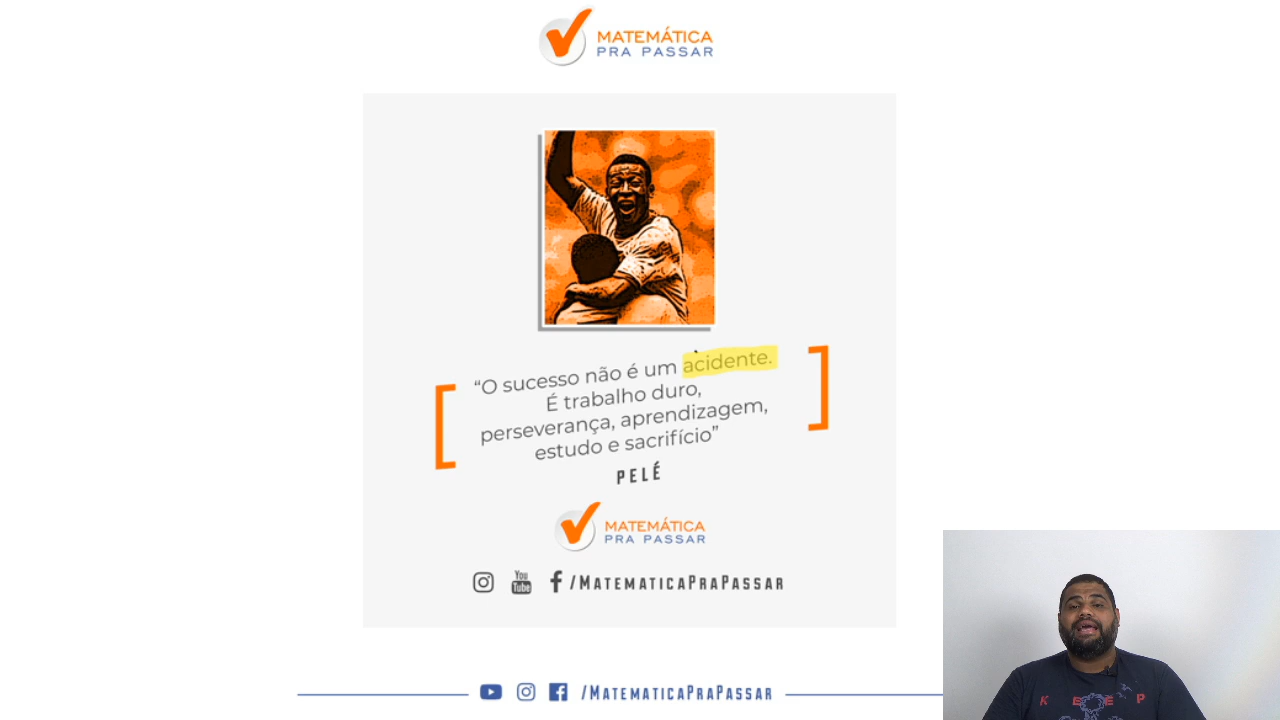 MATEMÁTICA
PRA PASSAR
“O sucesso não é um acidente.
É trabalho duro,
perseverança, aprendizagem,
estudo e sacrifício”
PELÉ
MATEMÁTICA
PRA PASSAR
You
Tube
/MATEMATICAPRAPASSAR
/MATEMATICAPRAPASSAR
KEEP